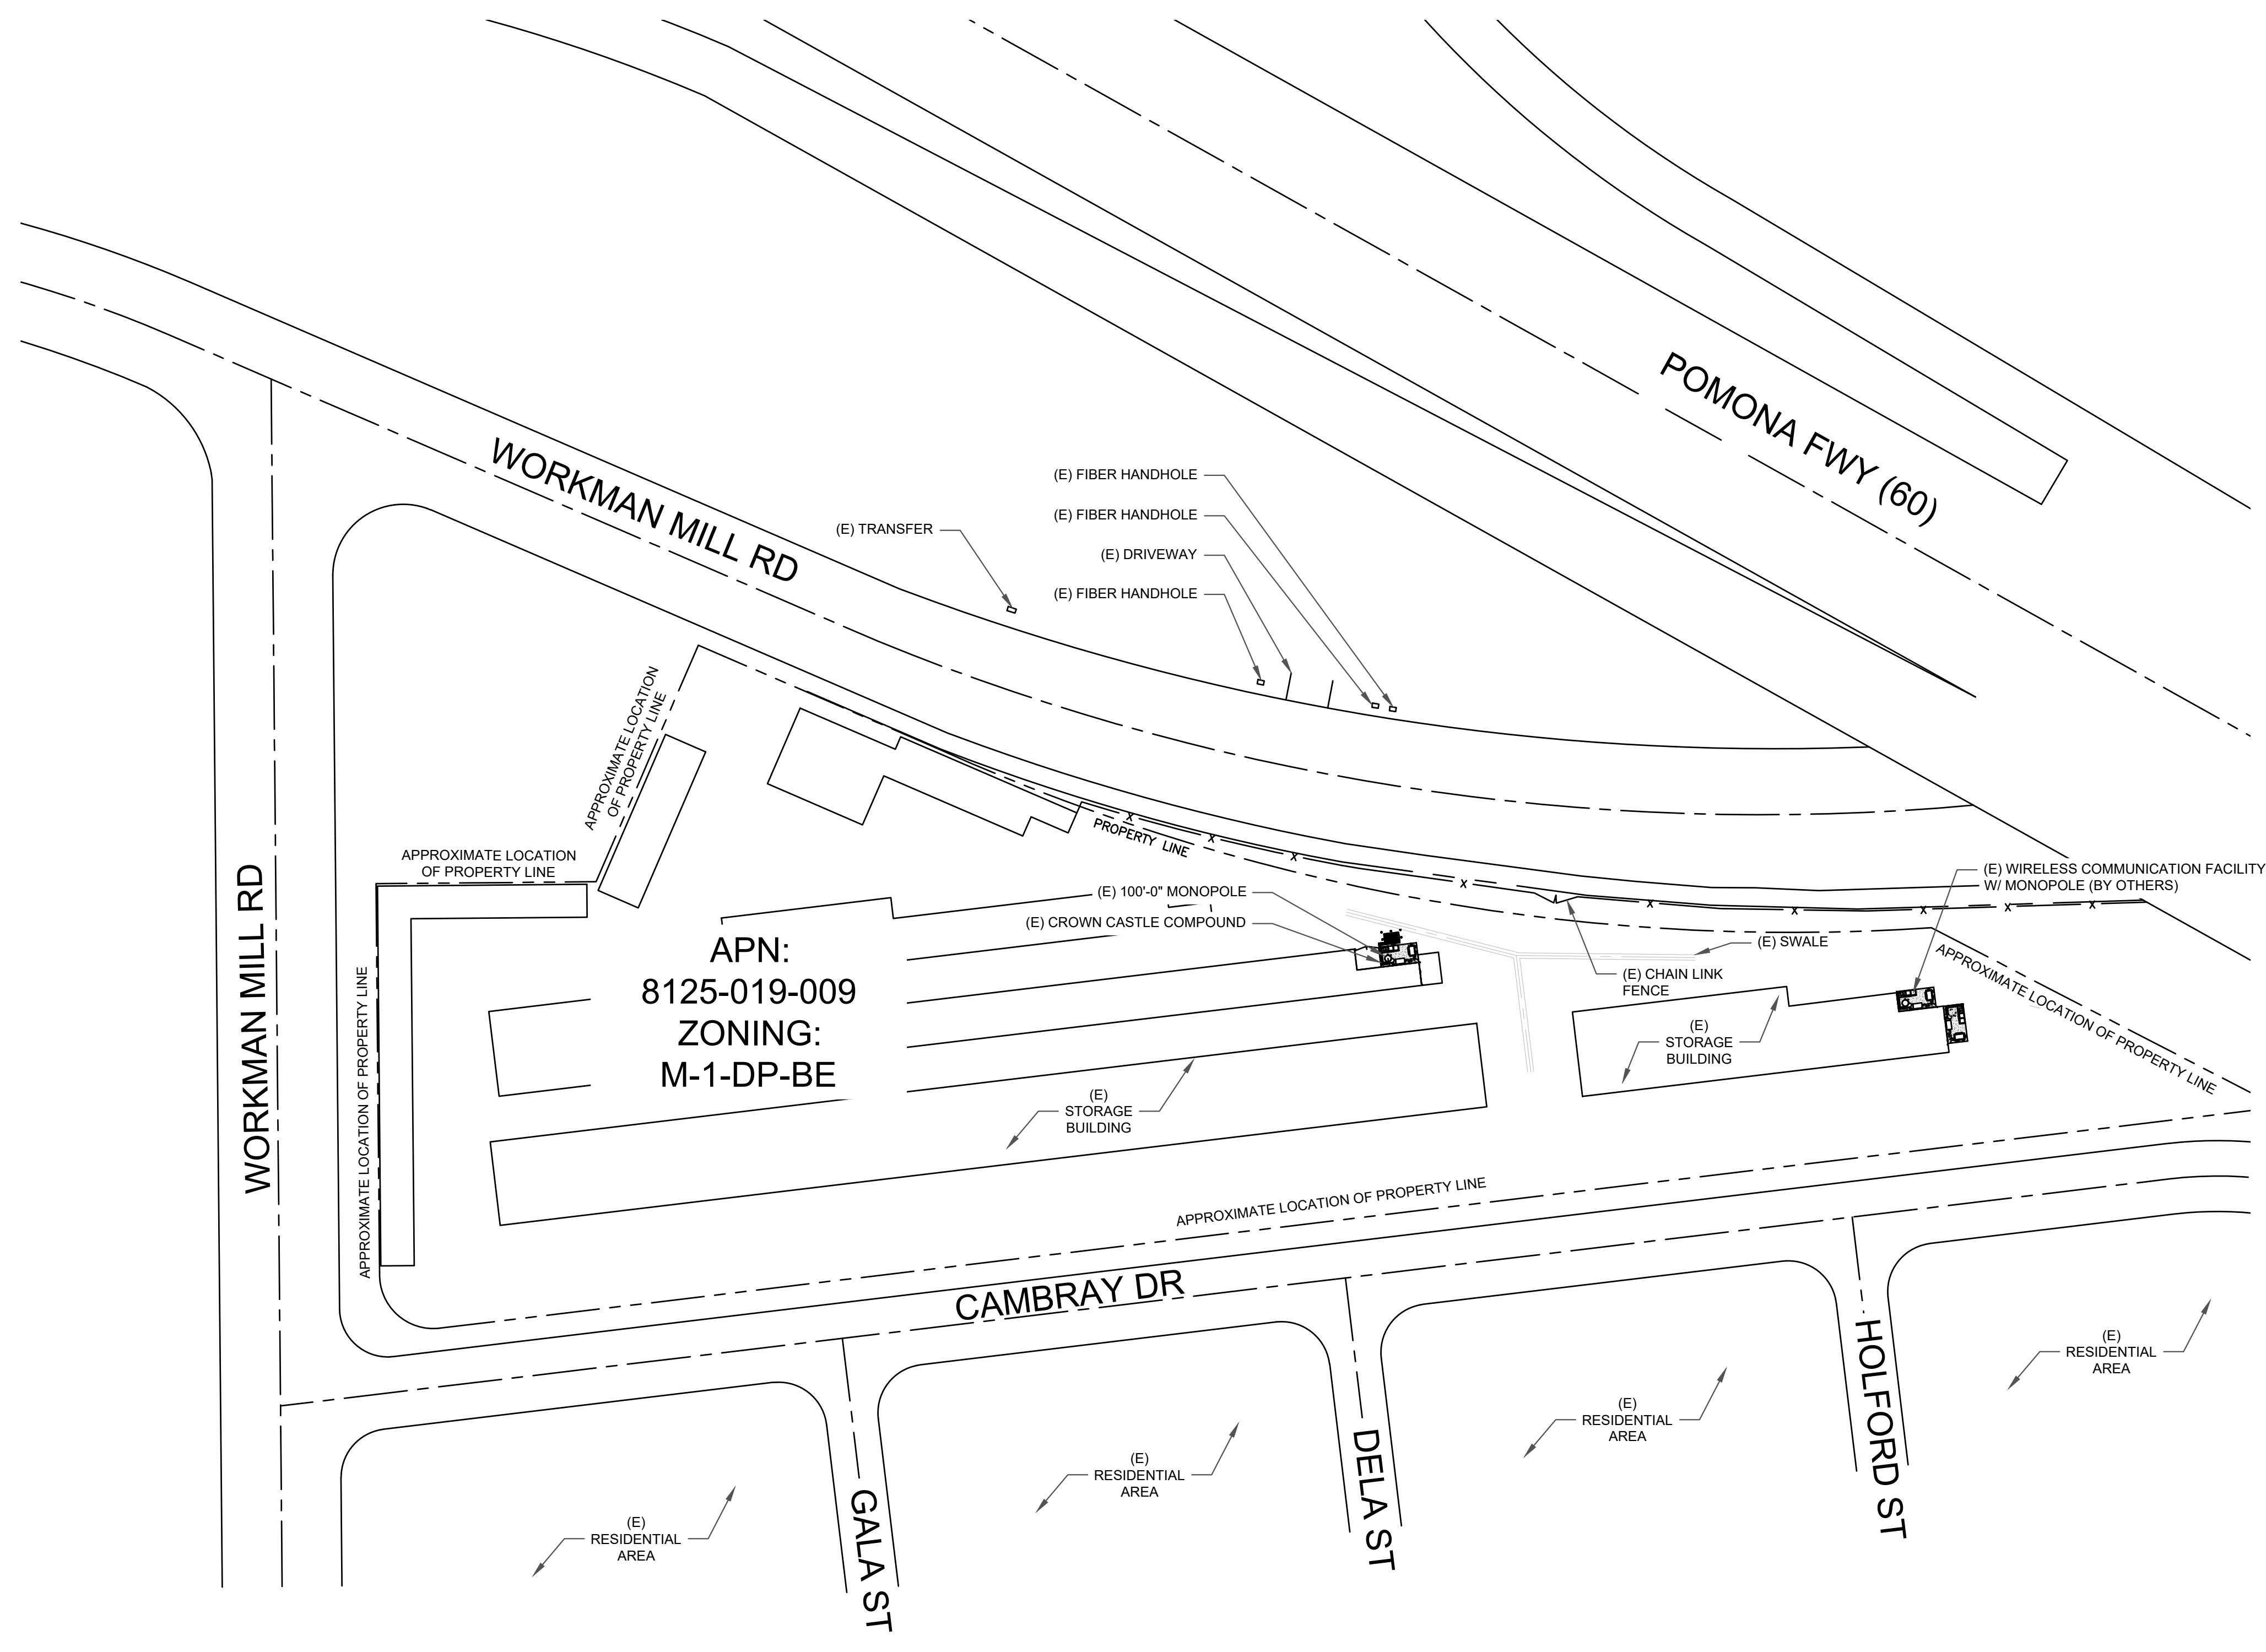 POMONA FWY (60)
WORKMAN MILL RD
(E) FIBER HANDHOLE
(E) FIBER HANDHOLE
(E) TRANSFER
(E) DRIVEWAY
(E) FIBER HANDHOLE
APPROXIMATE LOCATION
OF PROPERTY LINE
PROPERTY LINE
APPROXIMATE LOCATION
OF PROPERTY LINE
(E) WIRELESS COMMUNICATION FACILITY
W/ MONOPOLE (BY OTHERS)
(E) 100'-0" MONOPOLE
(E) CROWN CASTLE COMPOUND
(E) SWALE
(E) CHAIN LINK
FENCE
APPROXIMATE LOCATION OF PROPERTY LINE
WORKMAN MILL RD
APPROXIMATE LOCATION OF PROPERTY LINE
APN:
8125-019-009
ZONING:
M-1-DP-BE
(E)
STORAGE
BUILDING
(E)
STORAGE
BUILDING
APPROXIMATE LOCATION OF PROPERTY LINE
CAMBRAY DR
HOLFORD ST
(E)
RESIDENTIAL
AREA
(E)
RESIDENTIAL
AREA
DELA ST
(E)
RESIDENTIAL
AREA
GALA ST
(E)
RESIDENTIAL
AREA
X
X
X
X
X
X
X
X
X